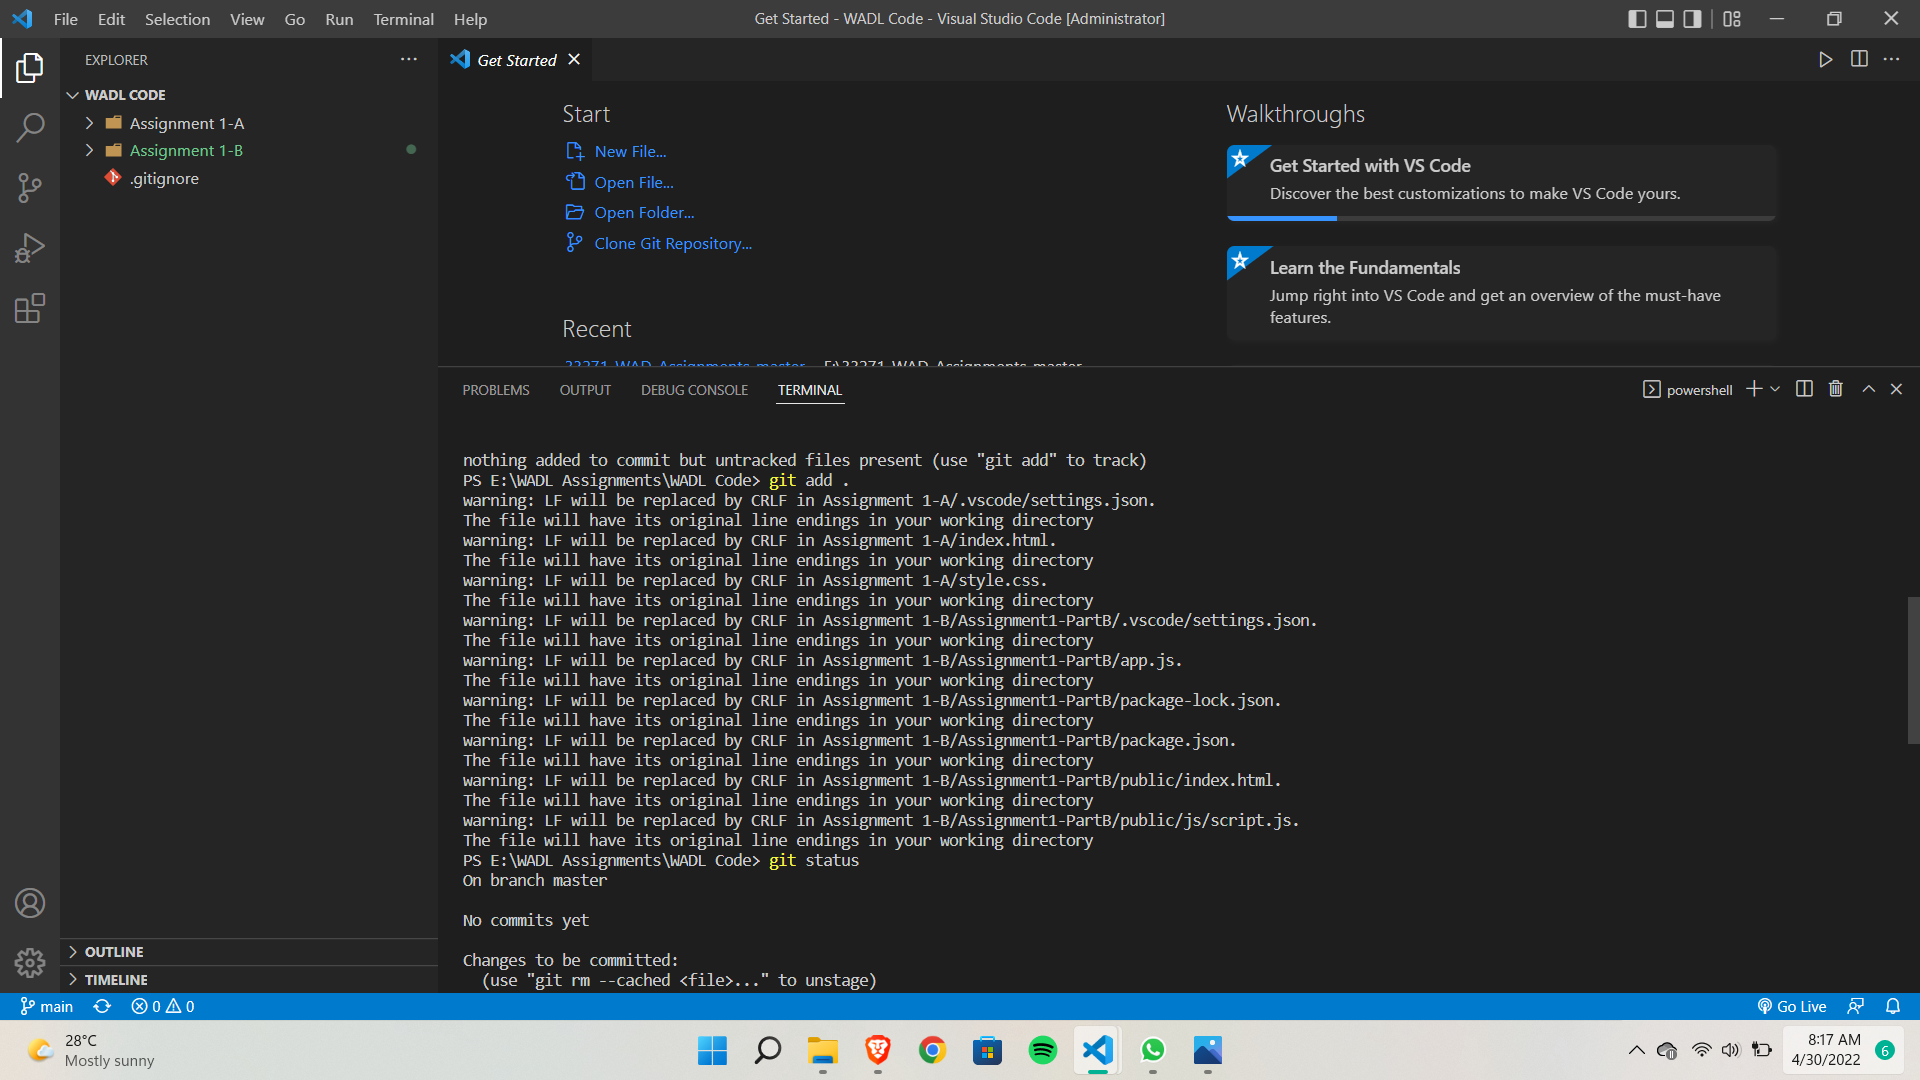 File Edit Selection View Go Run Terminal Help
Get Started - WADL Code - Visual Studio Code [Administrator]
EXPLORER
WADL CODE
Assignment 1-A
Assignment 1-B
.gitignore
OUTLINE
TIMELINE
Get Started
Start
New File...
Open File...
Open Folder...
Clone Git Repository...
Recent
33271-WAD-Assignments-master E:\33271-WAD-Assignments-master
Walkthroughs
Get Started with VS Code
Discover the best customizations to make VS Code yours.
Learn the Fundamentals
Jump right into VS Code and get an overview of the must-have
features.
PROBLEMS OUTPUT DEBUG CONSOLE TERMINAL
powershell
nothing added to commit but untracked files present (use "git add" to track)
PS E:\WADL Assignments\WADL Code> git add .
warning: LF will be replaced by CRLF in Assignment 1-A/.vscode/settings.json.
The file will have its original line endings in your working directory
warning: LF will be replaced by CRLF in Assignment 1-A/index.html.
The file will have its original line endings in your working directory
warning: LF will be replaced by CRLF in Assignment 1-A/style.css.
The file will have its original line endings in your working directory
warning: LF will be replaced by CRLF in Assignment 1-B/Assignment1-PartB/.vscode/settings.json.
The file will have its original line endings in your working directory
warning: LF will be replaced by CRLF in Assignment 1-B/Assignment1-PartB/app.js.
The file will have its original line endings in your working directory
warning: LF will be replaced by CRLF in Assignment 1-B/Assignment1-PartB/package-lock.json.
The file will have its original line endings in your working directory
warning: LF will be replaced by CRLF in Assignment 1-B/Assignment1-PartB/package.json.
The file will have its original line endings in your working directory
warning: LF will be replaced by CRLF in Assignment 1-B/Assignment1-PartB/public/index.html.
The file will have its original line endings in your working directory
warning: LF will be replaced by CRLF in Assignment 1-B/Assignment1-PartB/public/js/script.js.
The file will have its original line endings in your working directory
PS E:\WADL Assignments\WADL Code> git status
On branch master
No commits yet
Changes to be committed:
(use "git rm --cached <file>..." to unstage)
main 0 0 Go Live
28°C
Mostly sunny
8:17 AM
4/30/2022
6